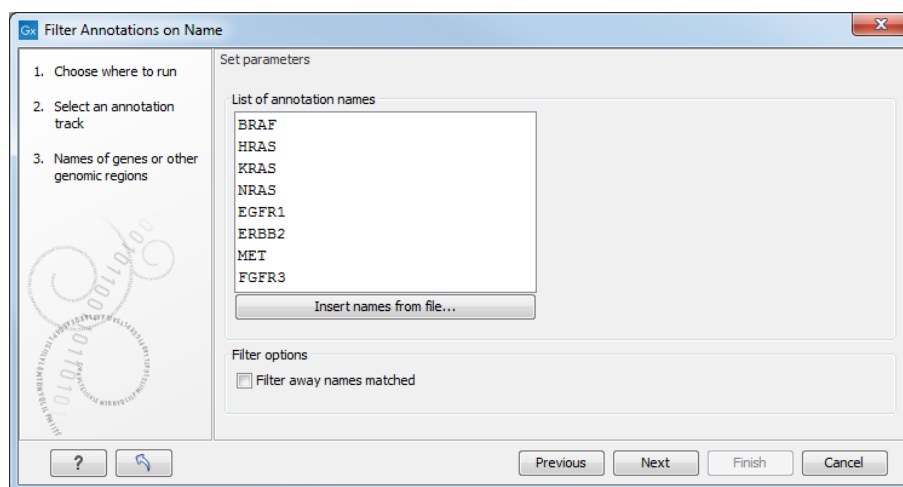 Gx Filter Annotations on Name
1. Choose where to run
2. Select an annotation
track
3. Names of genes or other
genomic regions
Set parameters
List of annotation names
BRAF
HRAS
KRAS
NRAS
EGFR1
ERBB2
MET
FGFR3
Insert names from file...
Filter options
Filter away names matched
?
Previous
Next
Finish
Cancel